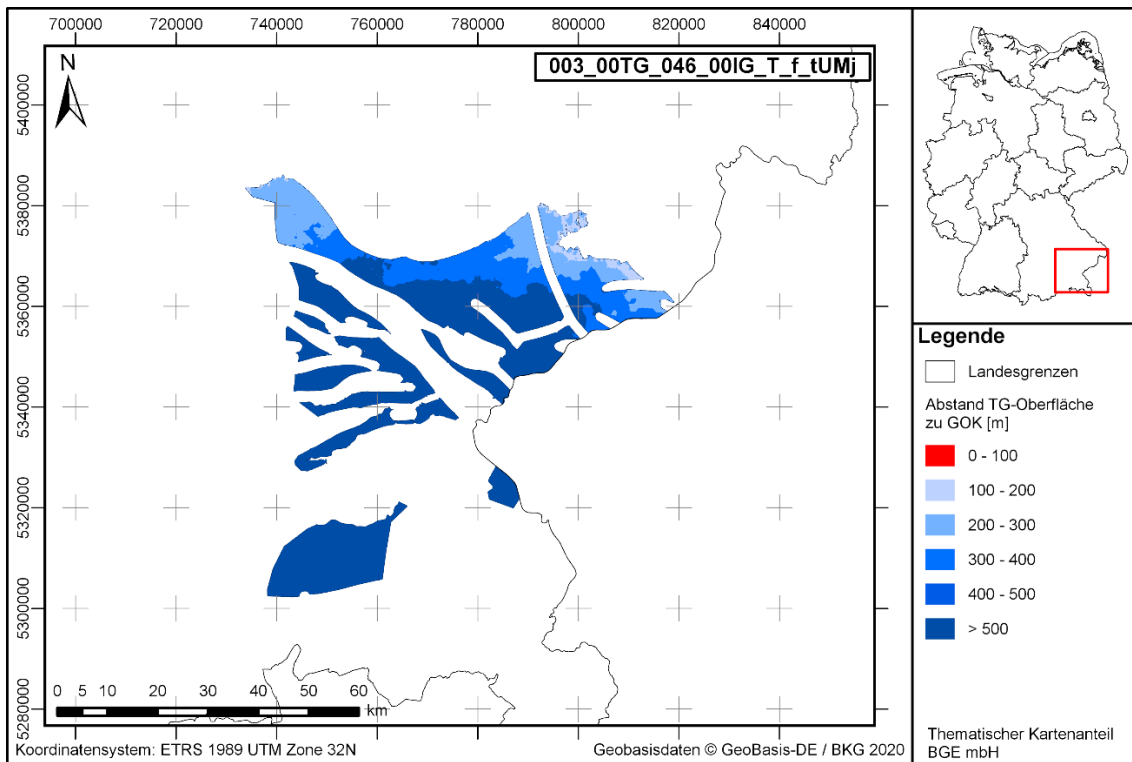 700000 720000 740000 760000 780000 800000 820000 840000
003_00TG_046_00IG_T_f_tUMj
N
5400000
5380000
5360000
5340000
5320000
5300000
5280000
0 5 10 20 30 40 50 60
km
Koordinatensystem: ETRS 1989 UTM Zone 32N
Geobasisdaten © GeoBasis-DE / BKG 2020
Legende
Landesgrenzen
Abstand TG-Oberfläche
zu GOK [m]
0 - 100
100 - 200
200 - 300
300 - 400
400 - 500
> 500
Thematischer Kartenanteil
BGE mbH